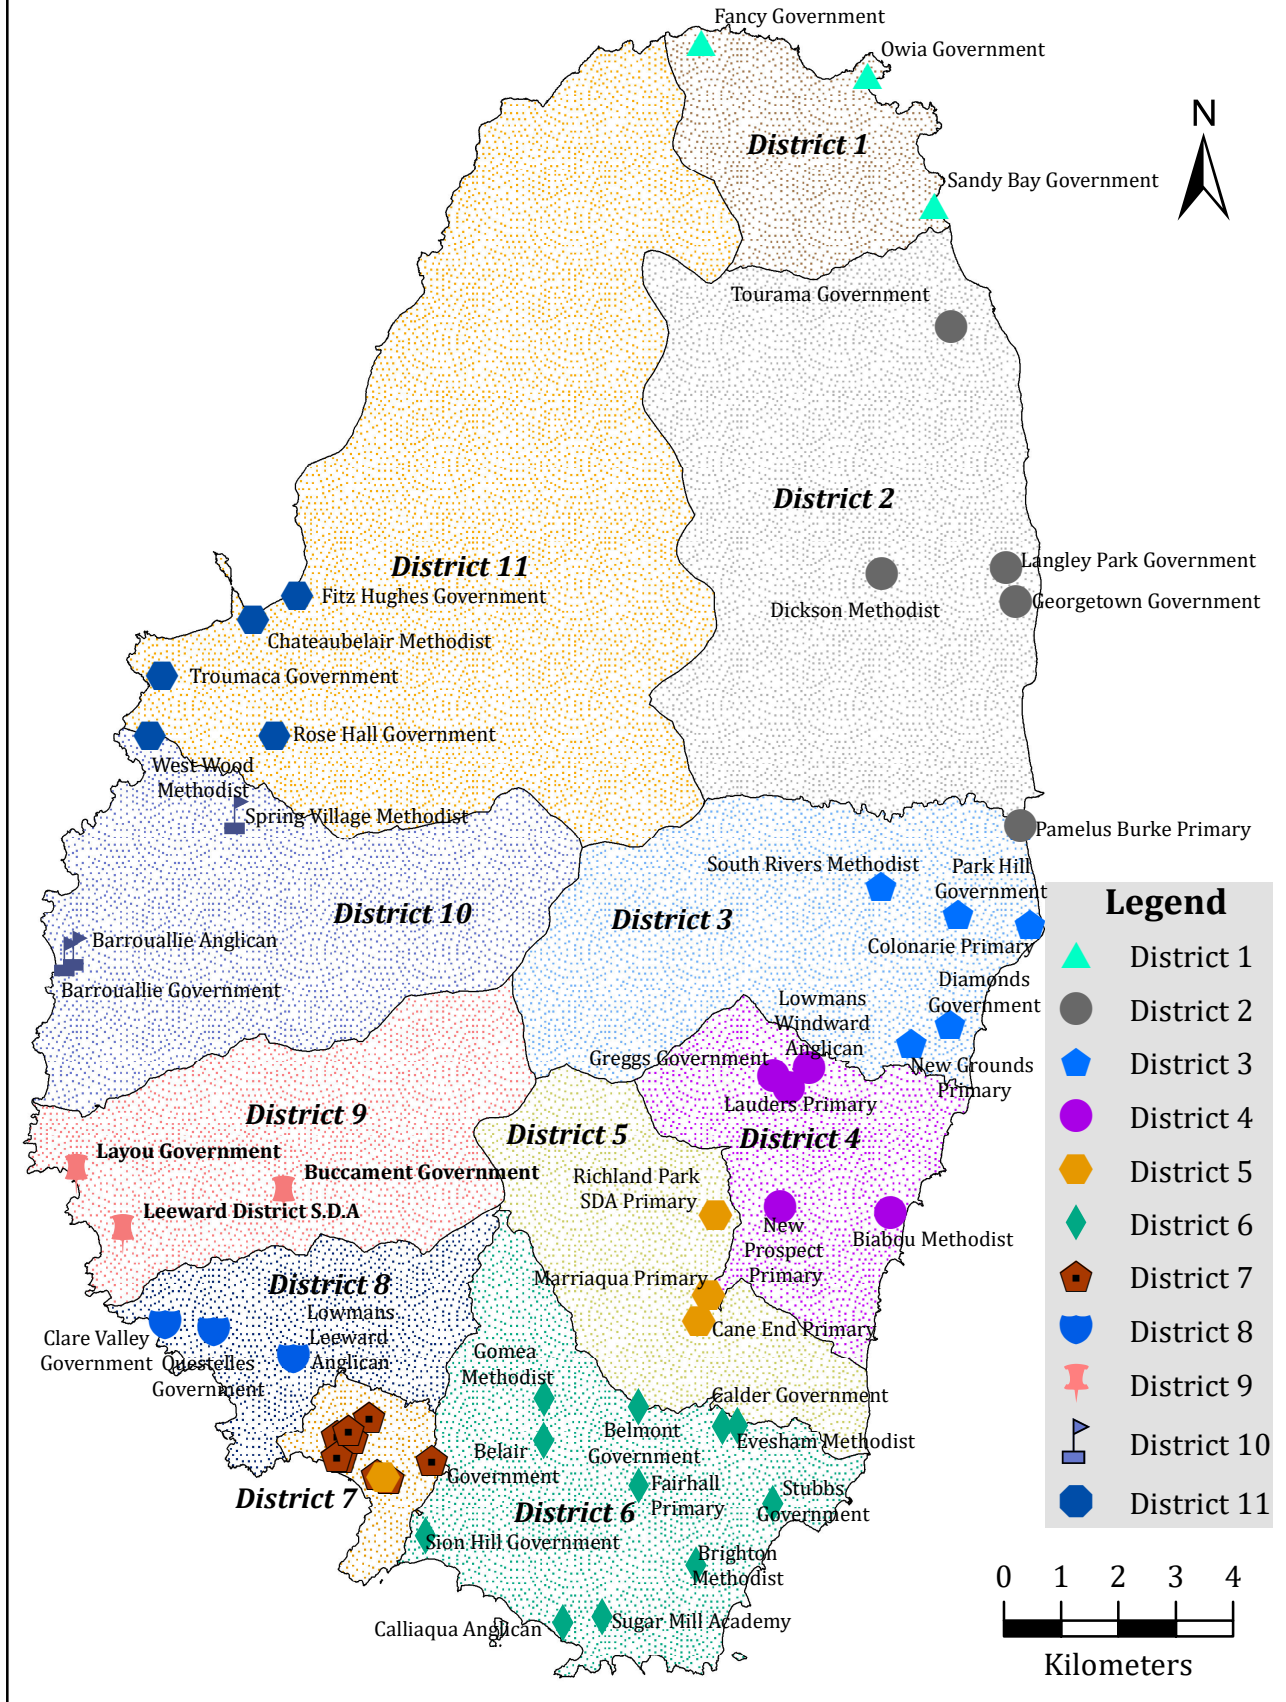 Fancy Government
Owia Government
District 1
N
Sandy Bay Government
Tourama Government
District 2
District 11
Langley Park Government
Fitz Hughes Government
Georgetown Government
Dickson Methodist
Chateaubelair Methodist
Troumaca Government
Rose Hall Government
West Wood
Methodist
Spring Village Methodist
Pamelus Burke Primary
South Rivers Methodist
Park Hill
Government
District 10
District 3
Barrouallie Anglican
Colonarie Primary
Barrouallie Government
Diamonds
Government
Lowmans
Windward
Anglican
Greggs Government
New Grounds
Primary
Lauders Primary
District 9
District 5
District 4
Layou Government
Buccament Government
Richland Park
SDA Primary
Leeward District S.D.A
New
Prospect
Primary
Biabou Methodist
Marriaqua Primary
District 8
Lowmans
Leeward
Anglican
Cane End Primary
Clare Valley
Government
Questelles
Government
Gomea
Methodist
Calder Government
Belmont
Government
Evesham Methodist
Belair
Government
Fairhall
Primary
Stubbs
Government
District 7
District 6
Sion Hill Government
Brighton
Methodist
Calliaqua Anglican
Sugar Mill Academy
Legend
District 1
District 2
District 3
District 4
District 5
District 6
District 7
District 8
District 9
District 10
District 11
0 1 2 3 4
Kilometers